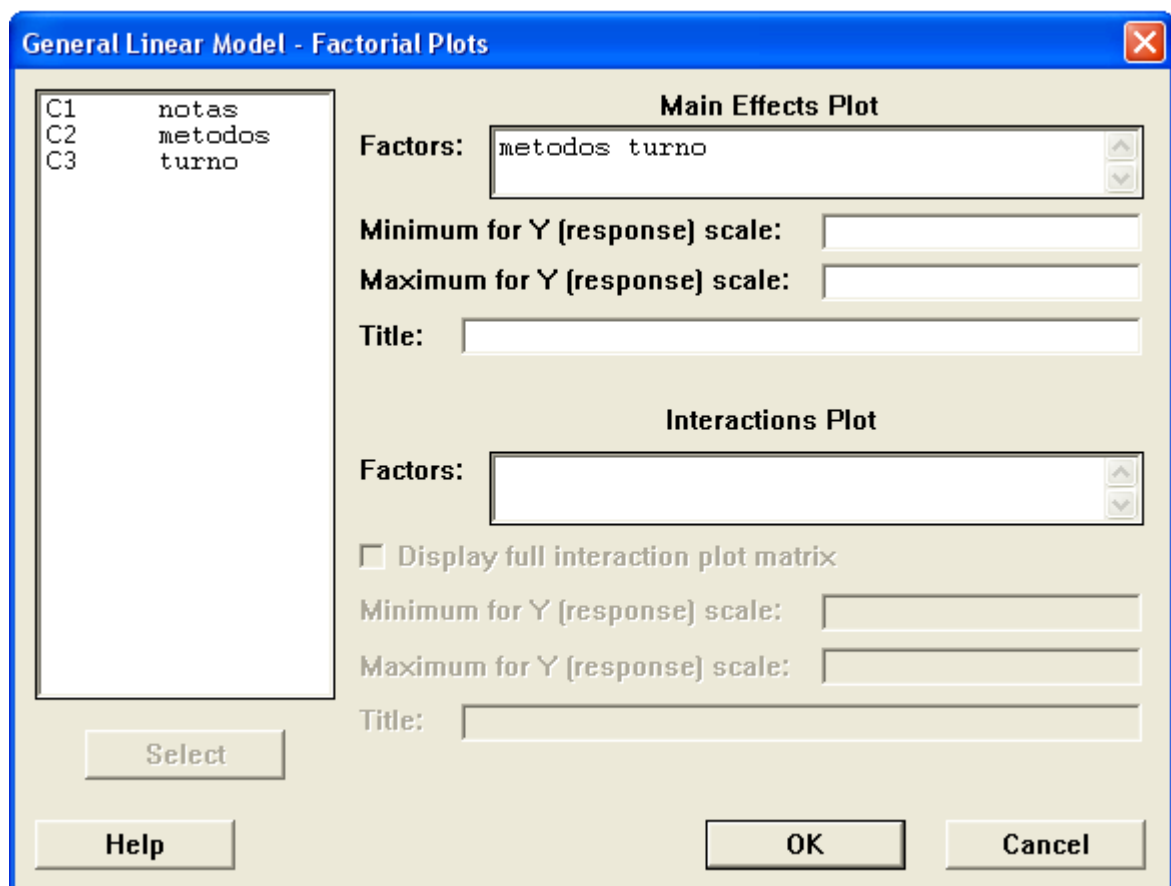 General Linear Model - Factorial Plots
C1 notas
C2 metodos
C3 turno
Select
Main Effects Plot
Factors: metodos turno
Minimum for Y (response) scale:
Maximum for Y (response) scale:
Title:
Interactions Plot
Factors:
Display full interaction plot matrix
Minimum for Y (response) scale:
Maximum for Y (response) scale:
Title:
Help
OK
Cancel